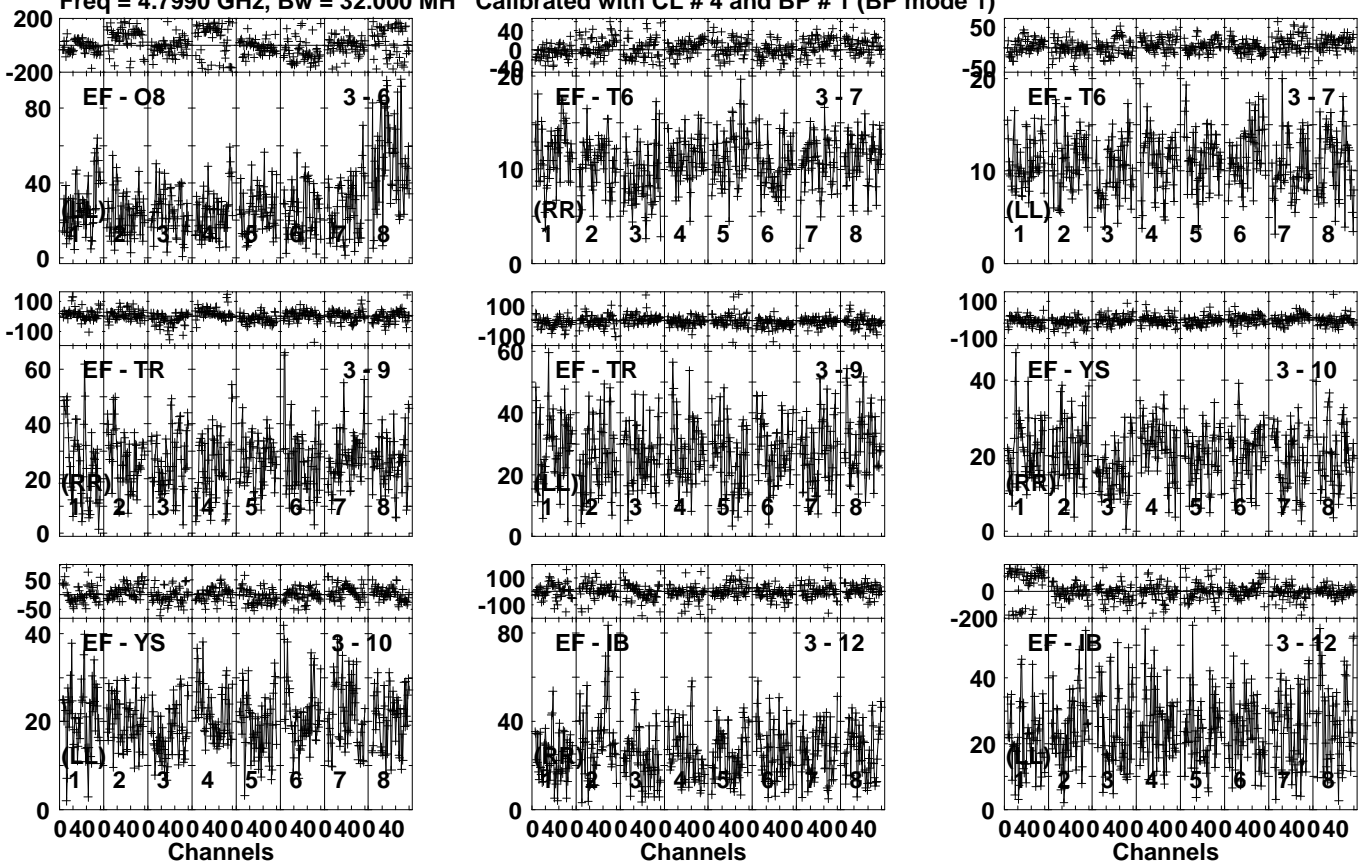 Freq = 4.7990 GHz, Bw = 32.000 MH Calibrated with CL # 4 and BP # 1 (BP mode 1)
200
-200
80
40
0
EF - O8 3 - 6
(LL)
1 2 3 4 5 6 7 8
40
0
-40
20
10
0
EF - T6 3 - 7
(RR)
1 2 3 4 5 6 7 8
50
-50
20
10
0
EF - T6 3 - 7
(LL)
1 2 3 4 5 6 7 8
100
-100
60
40
20
0
EF - TR 3 - 9
(RR)
1 2 3 4 5 6 7 8
100
-100
60
40
20
0
EF - TR 3 - 9
(LL)
1 2 3 4 5 6 7 8
100
-100
40
20
0
EF - YS 3 - 10
(RR)
1 2 3 4 5 6 7 8
50
-50
40
20
0
EF - YS 3 - 10
(LL)
1 2 3 4 5 6 7 8
0 40 0 40 0 40 0 40 0 40 0 40 0 40 0 40
Channels
100
-100
80
40
0
EF - IB 3 - 12
(RR)
1 2 3 4 5 6 7 8
0 40 0 40 0 40 0 40 0 40 0 40 0 40 0 40
Channels
0
-200
40
20
0
EF - IB 3 - 12
(LL)
1 2 3 4 5 6 7 8
0 40 0 40 0 40 0 40 0 40 0 40 0 40 0 40
Channels